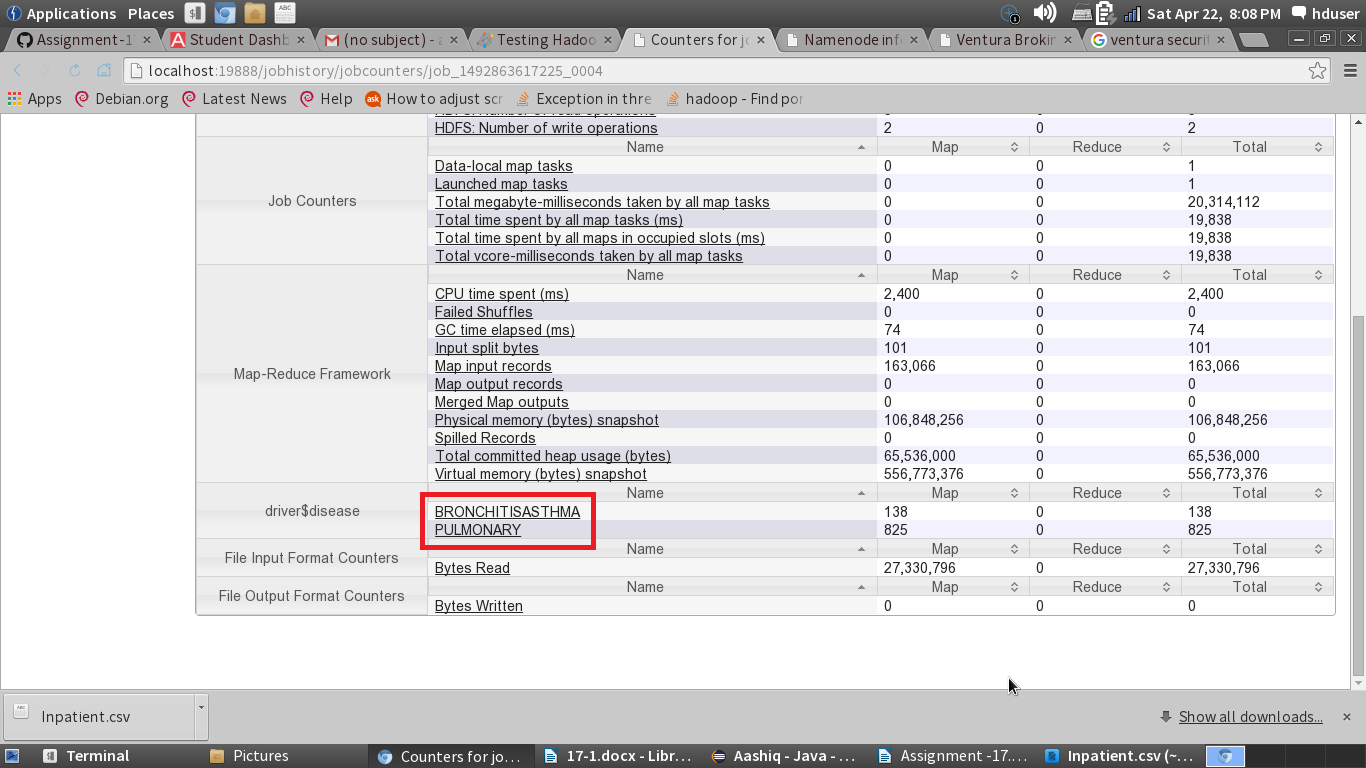 Applications Places Sat Apr 22, 8:08 PM hduser
Assignment-1 Student Dashb (no subject) - a Testing Hadoo Counters for jo Namenode info Ventura Brokin ventura securit
localhost:19888/jobhistory/jobcounters/job_1492863617225_0004
Apps Debian.org Latest News Help How to adjust scr Exception in thre hadoop - Find por
HDFS: Number of write operations 2 0 2
Name Map Reduce Total
Job Counters
Data-local map tasks 0 0 1
Launched map tasks 0 0 1
Total megabyte-milliseconds taken by all map tasks 0 0 20,314,112
Total time spent by all map tasks (ms) 0 0 19,838
Total time spent by all maps in occupied slots (ms) 0 0 19,838
Total vcore-milliseconds taken by all map tasks 0 0 19,838
Name Map Reduce Total
Map-Reduce Framework
CPU time spent (ms) 2,400 0 2,400
Failed Shuffles 0 0 0
GC time elapsed (ms) 74 0 74
Input split bytes 101 0 101
Map input records 163,066 0 163,066
Map output records 0 0 0
Merged Map outputs 0 0 0
Physical memory (bytes) snapshot 106,848,256 0 106,848,256
Spilled Records 0 0 0
Total committed heap usage (bytes) 65,536,000 0 65,536,000
Virtual memory (bytes) snapshot 556,773,376 0 556,773,376
Name Map Reduce Total
driver$disease
BRONCHITISASTHMA 138 0 138
PULMONARY 825 0 825
Name Map Reduce Total
File Input Format Counters
Bytes Read 27,330,796 0 27,330,796
Name Map Reduce Total
File Output Format Counters
Bytes Written 0 0 0
Inpatient.csv Show all downloads...
Terminal Pictures Counters for jo... 17-1.docx - Libr... Aashiq - Java - ... Assignment -17.... Inpatient.csv (~...